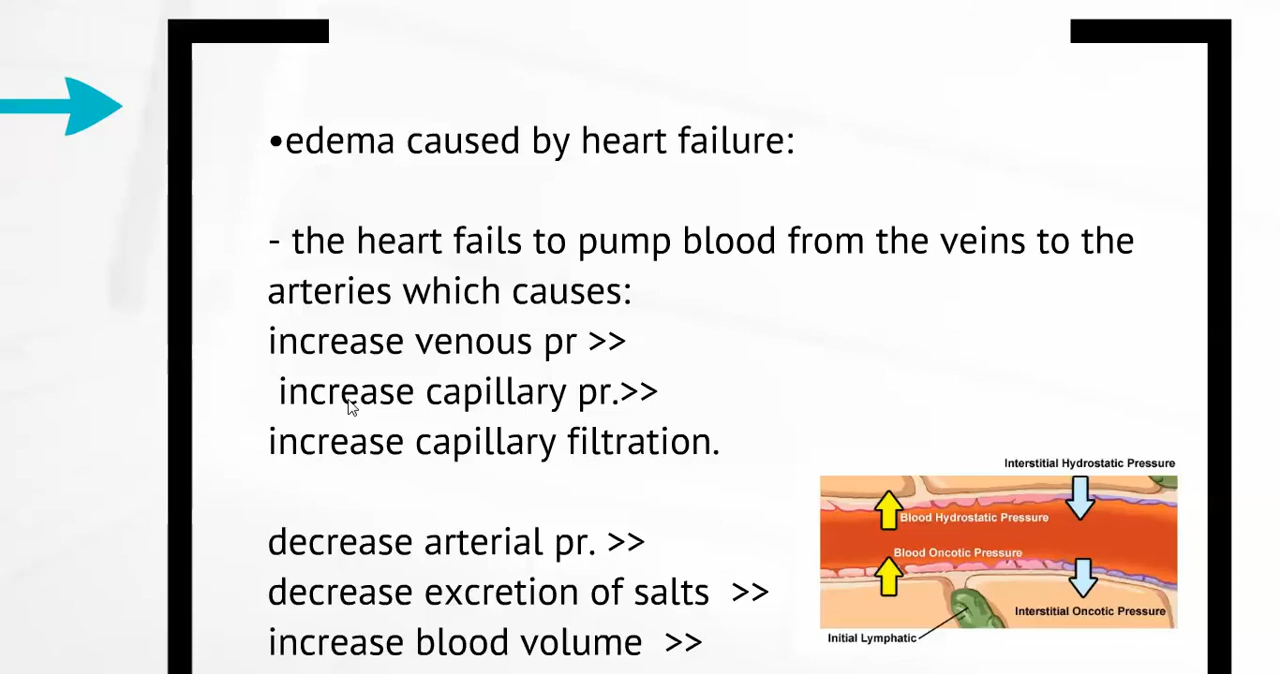 •edema caused by heart failure:
- the heart fails to pump blood from the veins to the
arteries which causes:
increase venous pr >>
increase capillary pr.>>
increase capillary filtration.
decrease arterial pr. >>
decrease excretion of salts >>
increase blood volume >>
Interstitial Hydrostatic Pressure
Blood Hydrostatic Pressure
Blood Oncotic Pressure
Interstitial Oncotic Pressure
Initial Lymphatic